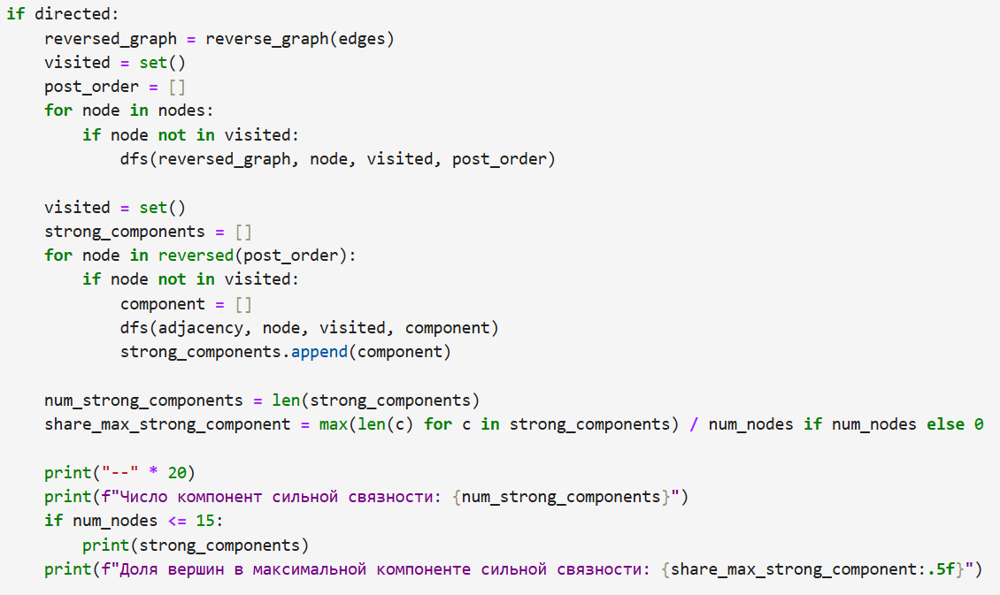 if directed:
    reversed_graph = reverse_graph(edges)
    visited = set()
    post_order = []
    for node in nodes:
        if node not in visited:
            dfs(reversed_graph, node, visited, post_order)

    visited = set()
    strong_components = []
    for node in reversed(post_order):
        if node not in visited:
            component = []
            dfs(adjacency, node, visited, component)
            strong_components.append(component)

    num_strong_components = len(strong_components)
    share_max_strong_component = max(len(c) for c in strong_components) / num_nodes if num_nodes else 0

    print("--" * 20)
    print(f"Число компонент сильной связности: {num_strong_components}")
    if num_nodes <= 15:
        print(strong_components)
    print(f"Доля вершин в максимальной компоненте сильной связности: {share_max_strong_component:.5f}")